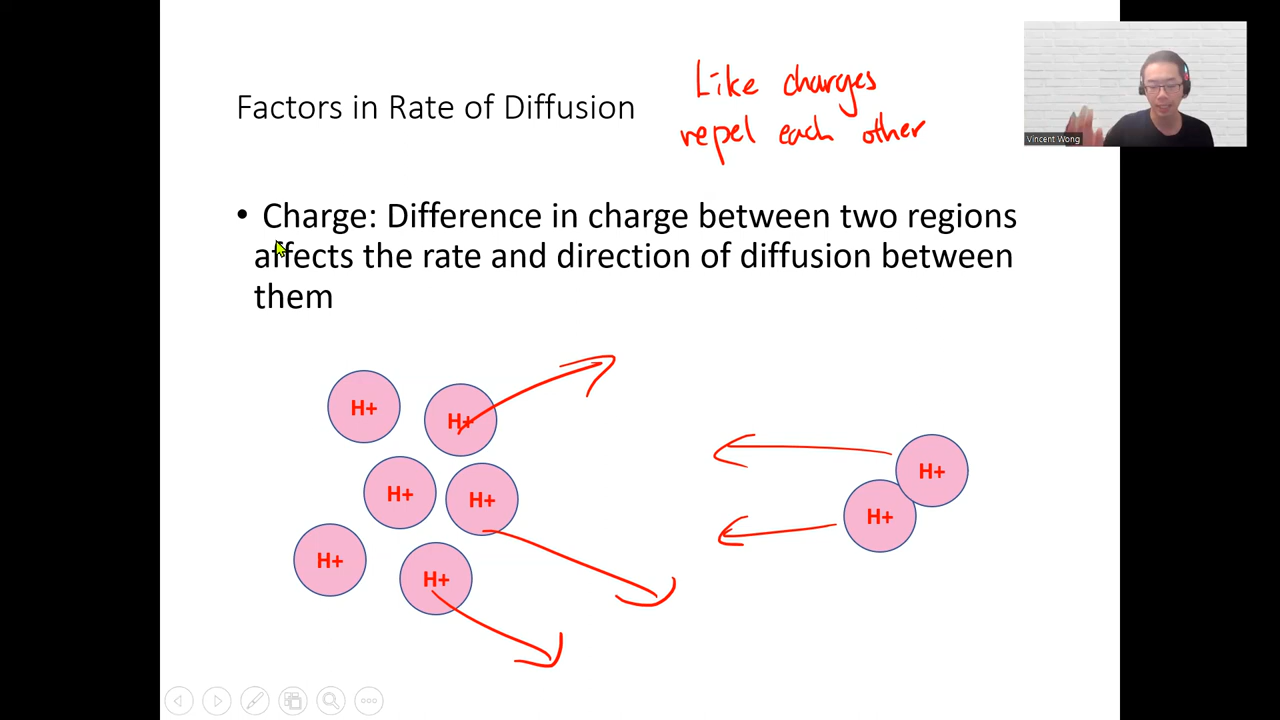 Like charges
repel each other
Factors in Rate of Diffusion
Vincent Wong
• Charge: Difference in charge between two regions
affects the rate and direction of diffusion between
them
H+
H+
H+
H+
H+
H+
H+
H+